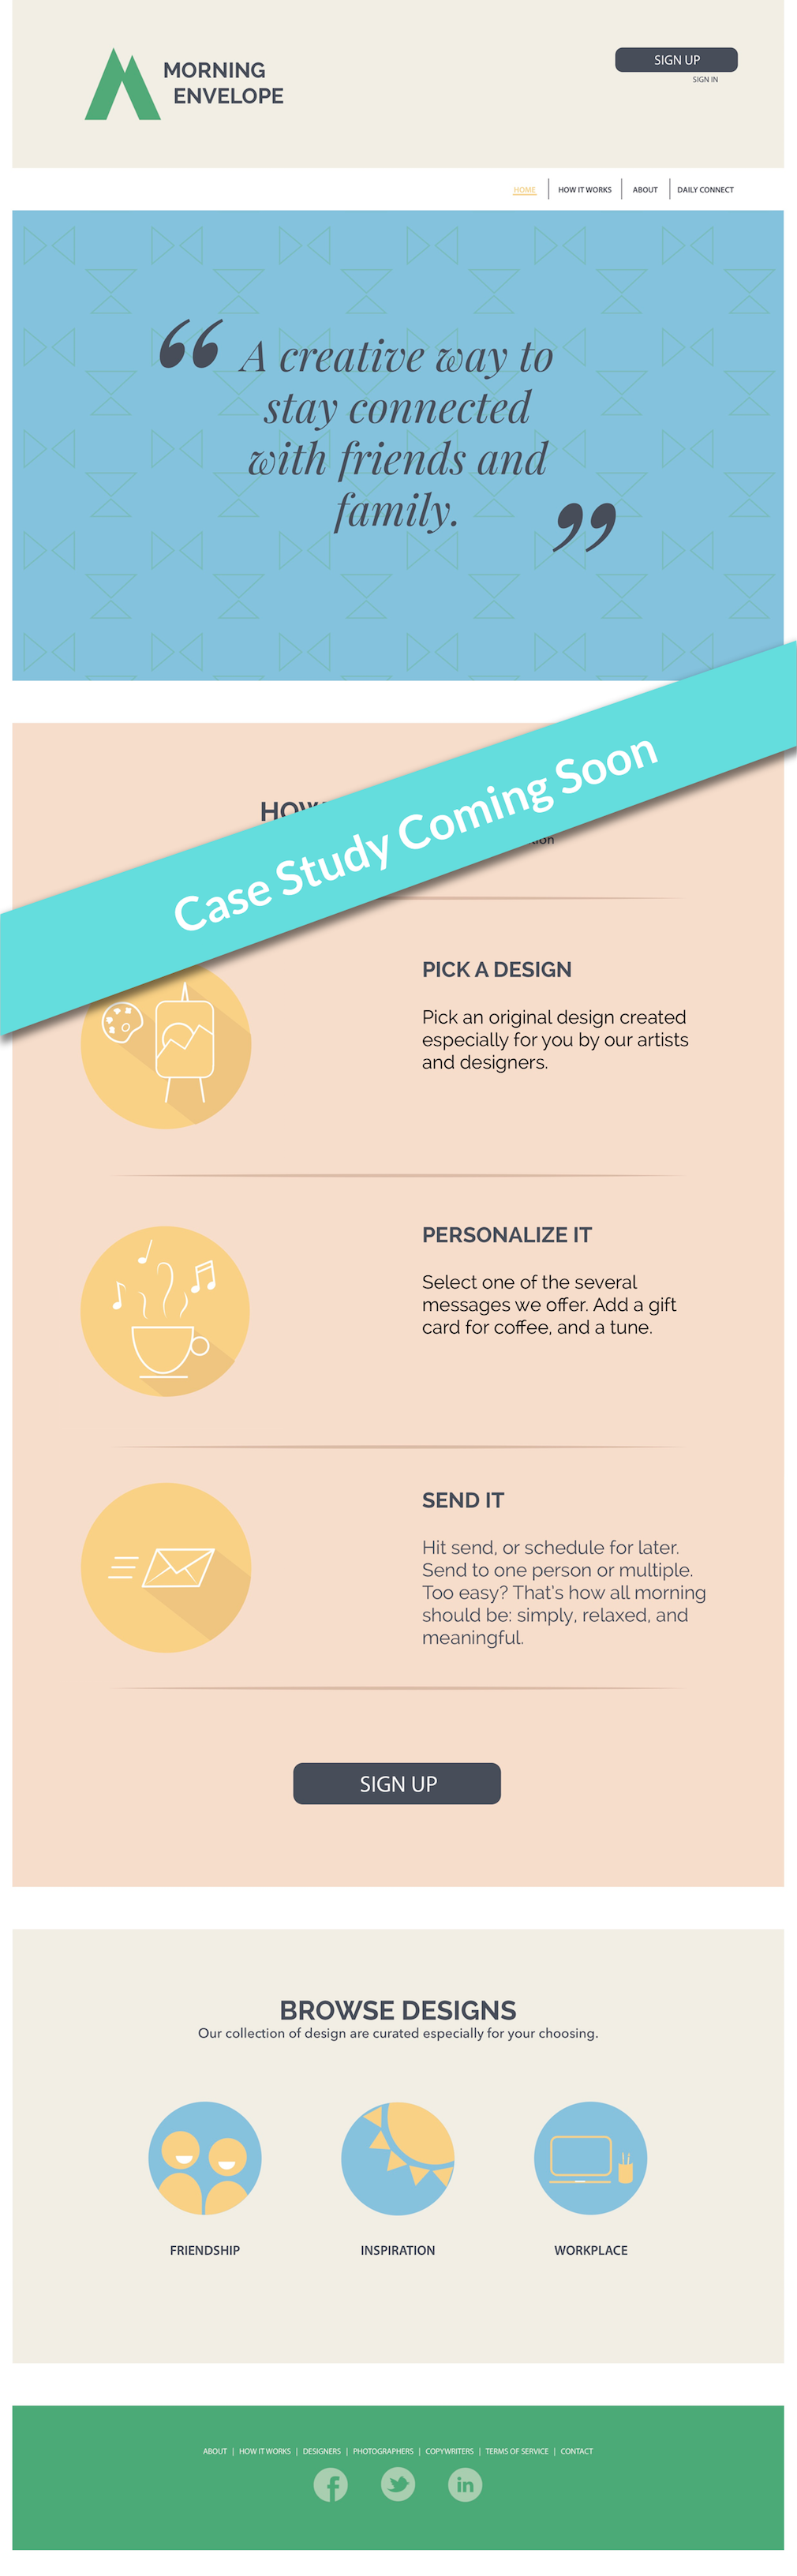 MORNING
ENVELOPE
SIGN UP
SIGN IN
HOME
HOW IT WORKS
ABOUT
DAILY CONNECT
“ A creative way to
stay connected
with friends and
family. ”
Case Study Coming Soon
PICK A DESIGN
Pick an original design created
especially for you by our artists
and designers.
PERSONALIZE IT
Select one of the several
messages we offer. Add a gift
card for coffee, and a tune.
SEND IT
Hit send, or schedule for later.
Send to one person or multiple.
Too easy? That's how all morning
should be: simply, relaxed, and
meaningful.
SIGN UP
BROWSE DESIGNS
Our collection of design are curated especially for your choosing.
FRIENDSHIP
INSPIRATION
WORKPLACE
ABOUT | HOW IT WORKS | DESIGNERS | PHOTOGRAPHERS | COPYWRITERS | TERMS OF SERVICE | CONTACT